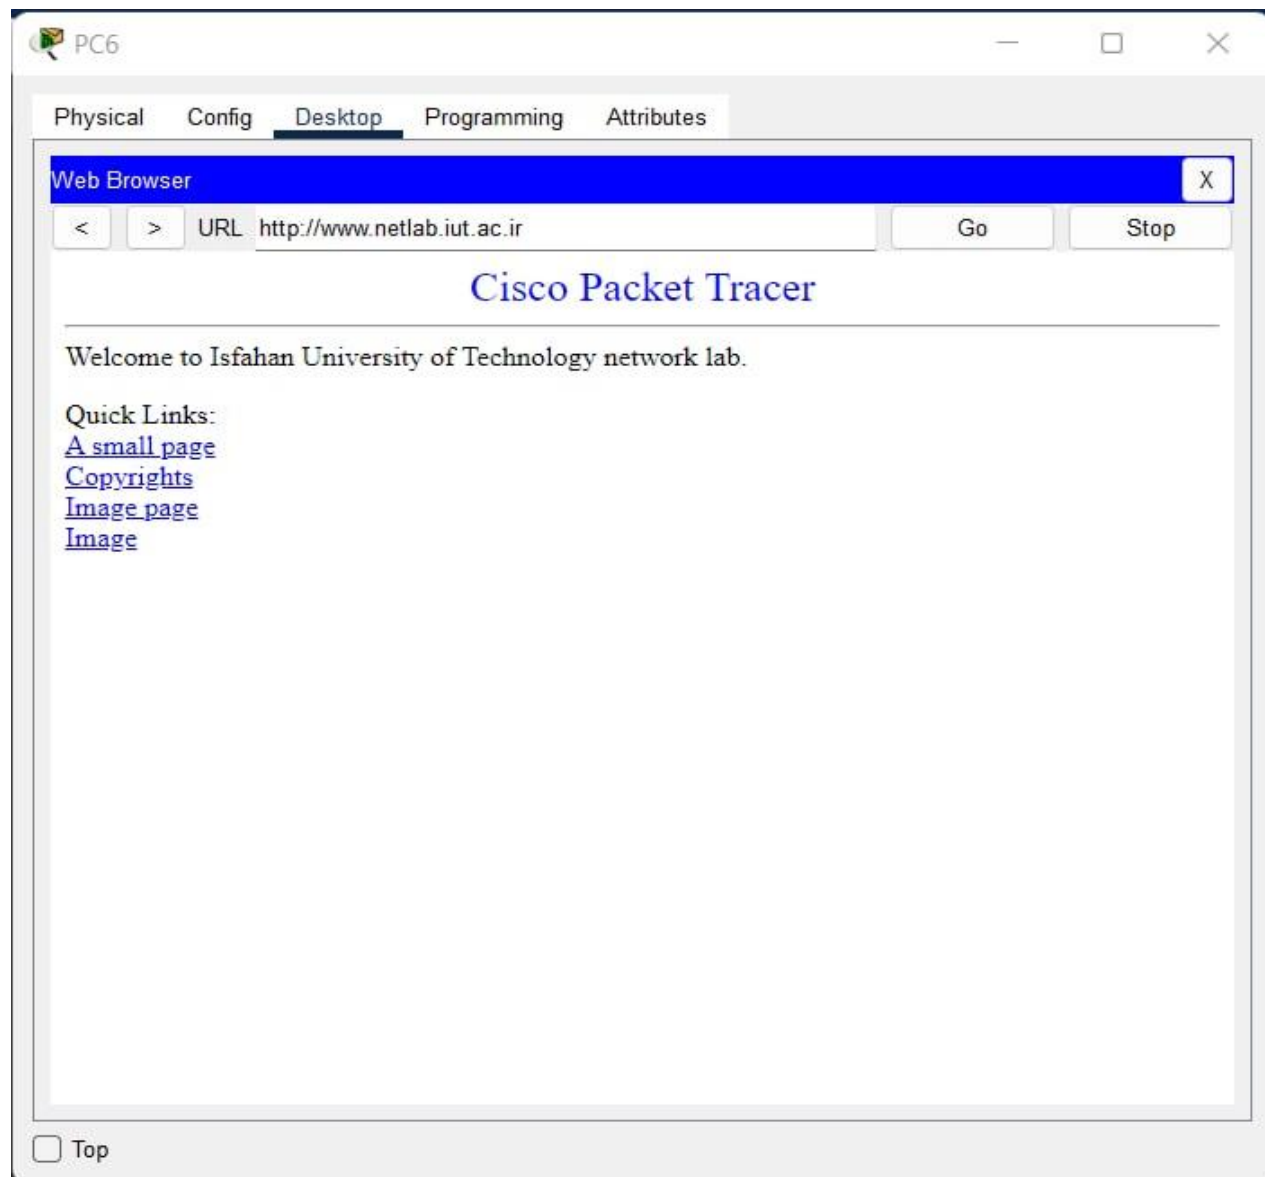 PC6
Physical Config Desktop Programming Attributes
Web Browser X
< > URL http://www.netlab.iut.ac.ir Go Stop
Cisco Packet Tracer
Welcome to Isfahan University of Technology network lab.
Quick Links:
A small page
Copyrights
Image page
Image
Top